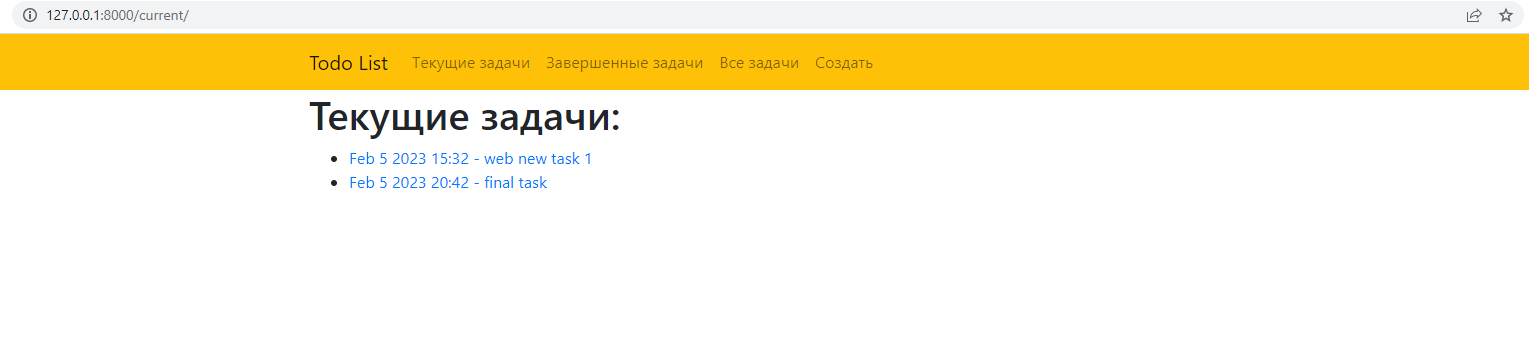 127.0.0.1:8000/current/
Todo List Текущие задачи Завершенные задачи Все задачи Создать
Текущие задачи:
Feb 5 2023 15:32 - web new task 1
Feb 5 2023 20:42 - final task